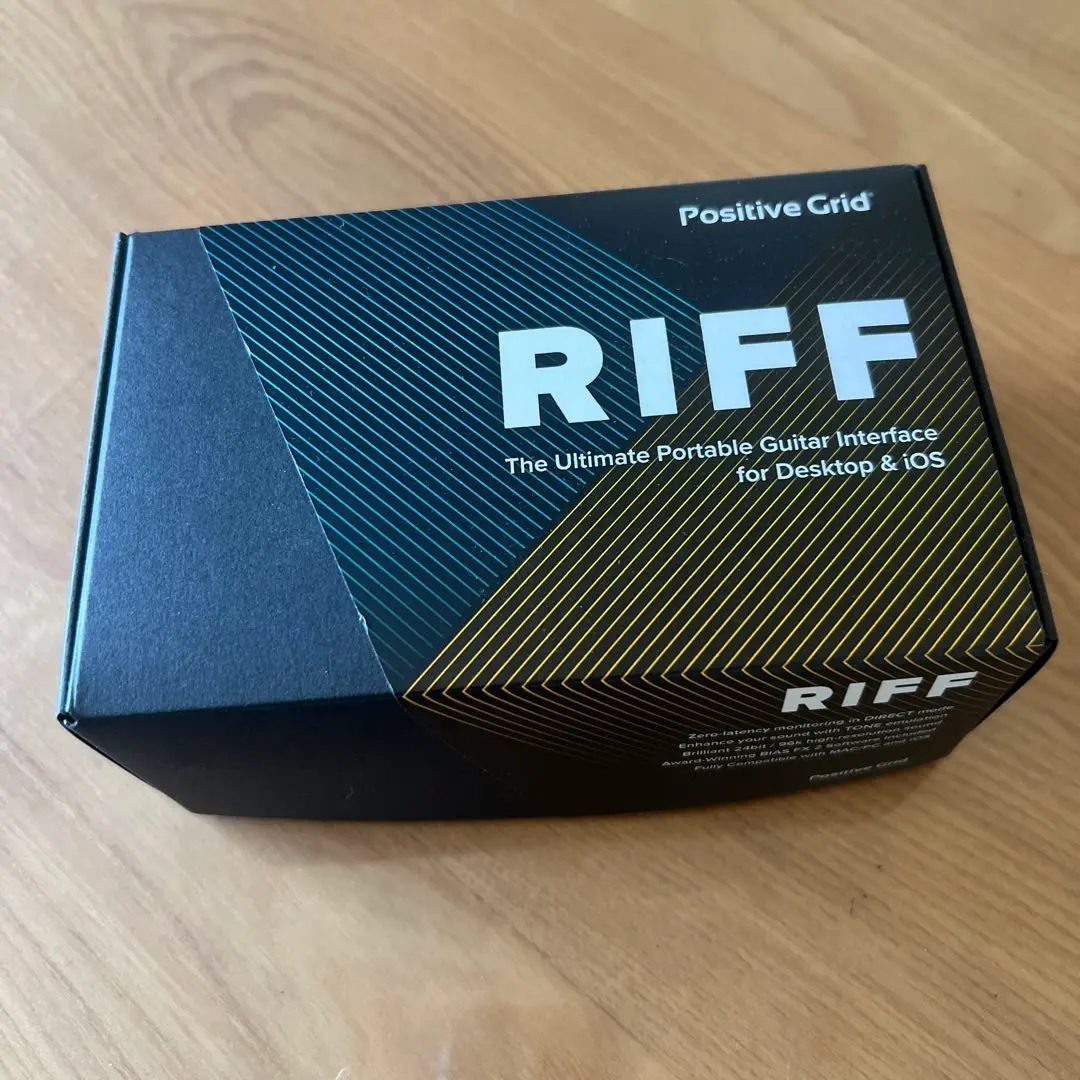 Positive Grid
RIFF
The Ultimate Portable Guitar Interface
for Desktop & iOS
RIFF
Zero-latency monitoring in DIRECT mode
Enhance your sound with TONE emulation
Brilliant 24bit / 96k high-resolution sound
Award-Winning BIAS FX 2 Software included
Fully Compatible with MAC/PC and
Positive Grid